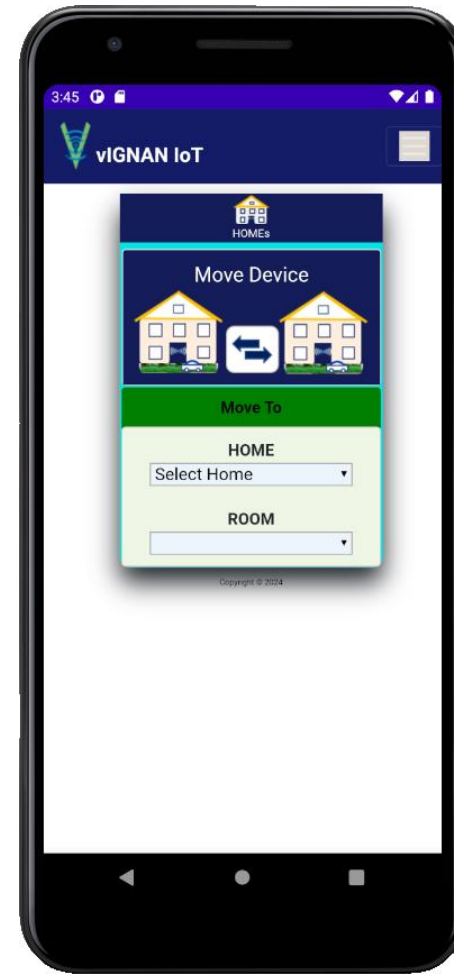 3:45
vIGNAN IoT
HOMEs
Move Device
Move To
HOME
Select Home
ROOM
Copyright © 2024